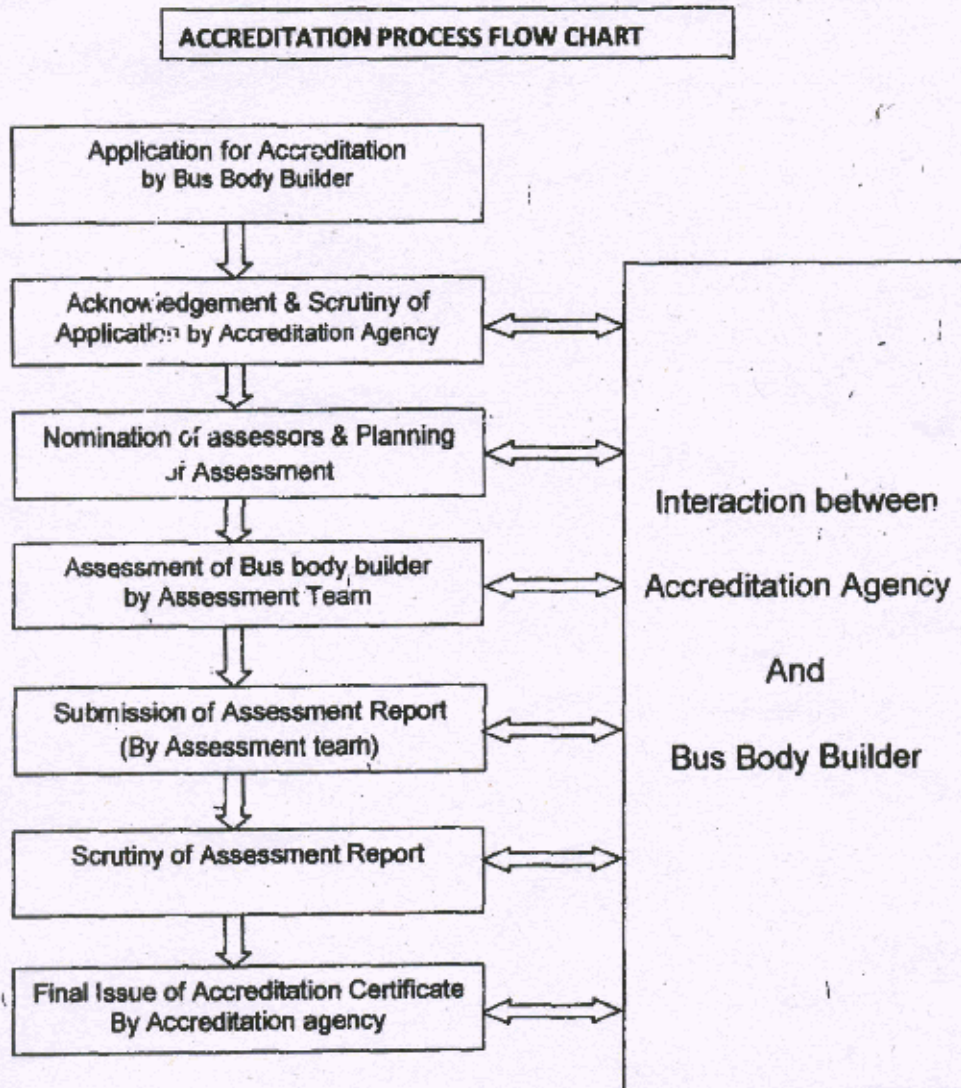 ACCREDITATION PROCESS FLOW CHART
Application for Accreditation
by Bus Body Builder
Acknowledgement & Scrutiny of
Application by Accreditation Agency
Nomination of assessors & Planning
of Assessment
Assessment of Bus body builder
by Assessment Team
Submission of Assessment Report
(By Assessment team)
Scrutiny of Assessment Report
Final Issue of Accreditation Certificate
By Accreditation agency
Interaction between
Accreditation Agency
And
Bus Body Builder